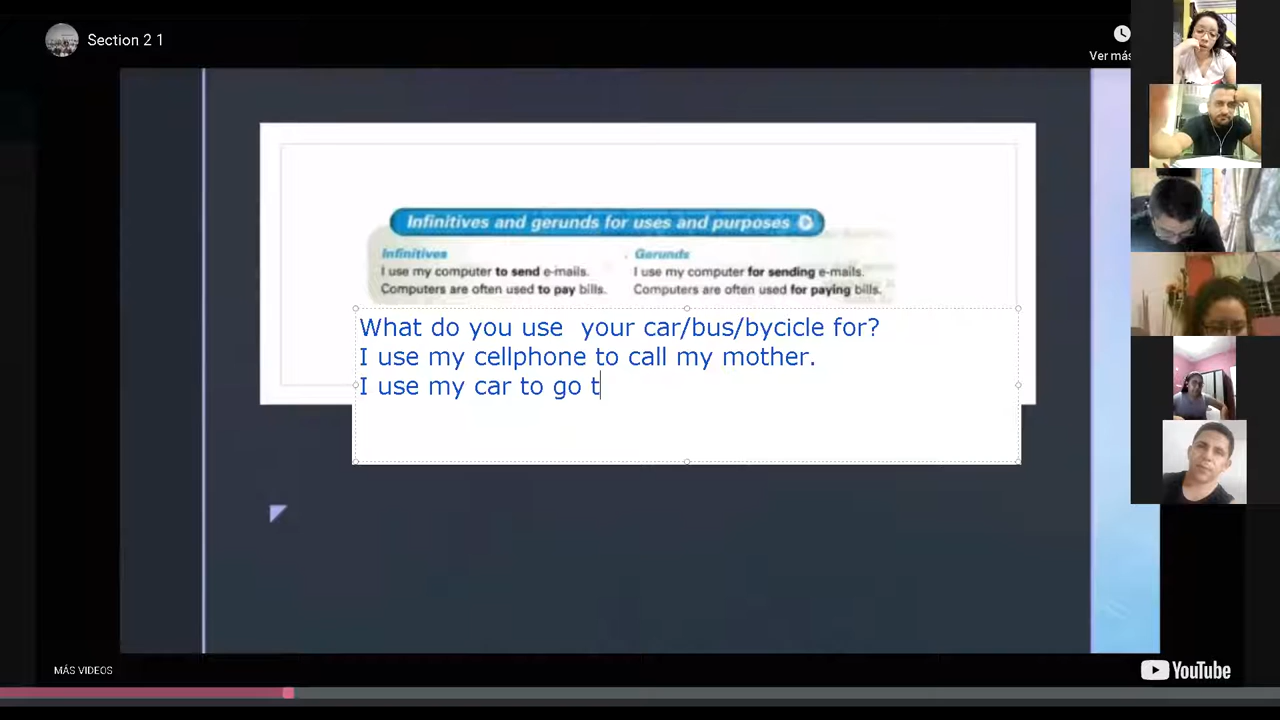 Section 2 1
Ver más
Infinitives and gerunds for uses and purposes
Infinitives
I use my computer to send e-mails.
Computers are often used to pay bills.
Gerunds
I use my computer for sending e-mails.
Computers are often used for paying bills.
What do you use  your car/bus/bycicle for?
I use my cellphone to call my mother.
I use my car to go t
MÁS VIDEOS
YouTube